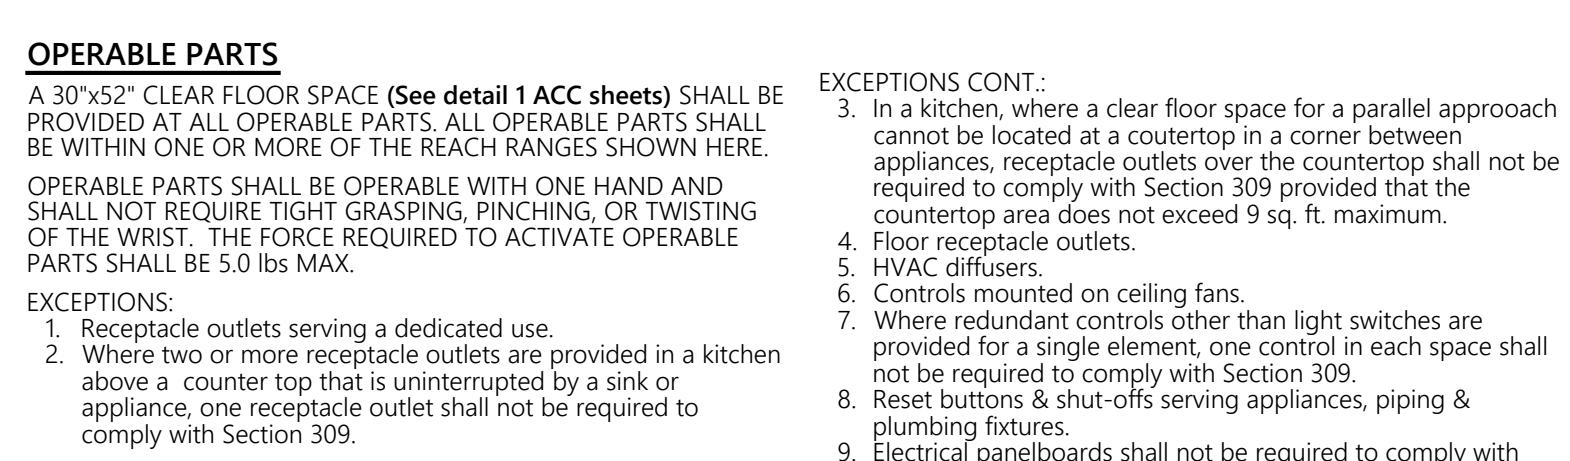 OPERABLE PARTS
A 30"x52" CLEAR FLOOR SPACE (See detail 1 ACC sheets) SHALL BE
PROVIDED AT ALL OPERABLE PARTS. ALL OPERABLE PARTS SHALL
BE WITHIN ONE OR MORE OF THE REACH RANGES SHOWN HERE.
OPERABLE PARTS SHALL BE OPERABLE WITH ONE HAND AND
SHALL NOT REQUIRE TIGHT GRASPING, PINCHING, OR TWISTING
OF THE WRIST. THE FORCE REQUIRED TO ACTIVATE OPERABLE
PARTS SHALL BE 5.0 lbs MAX.
EXCEPTIONS:
1. Receptacle outlets serving a dedicated use.
2. Where two or more receptacle outlets are provided in a kitchen
above a counter top that is uninterrupted by a sink or
appliance, one receptacle outlet shall not be required to
comply with Section 309.
EXCEPTIONS CONT.:
3. In a kitchen, where a clear floor space for a parallel approoach
cannot be located at a coutertop in a corner between
appliances, receptacle outlets over the countertop shall not be
required to comply with Section 309 provided that the
countertop area does not exceed 9 sq. ft. maximum.
4. Floor receptacle outlets.
5. HVAC diffusers.
6. Controls mounted on ceiling fans.
7. Where redundant controls other than light switches are
provided for a single element, one control in each space shall
not be required to comply with Section 309.
8. Reset buttons & shut-offs serving appliances, piping &
plumbing fixtures.
9. Electrical panelboards shall not be required to comply with